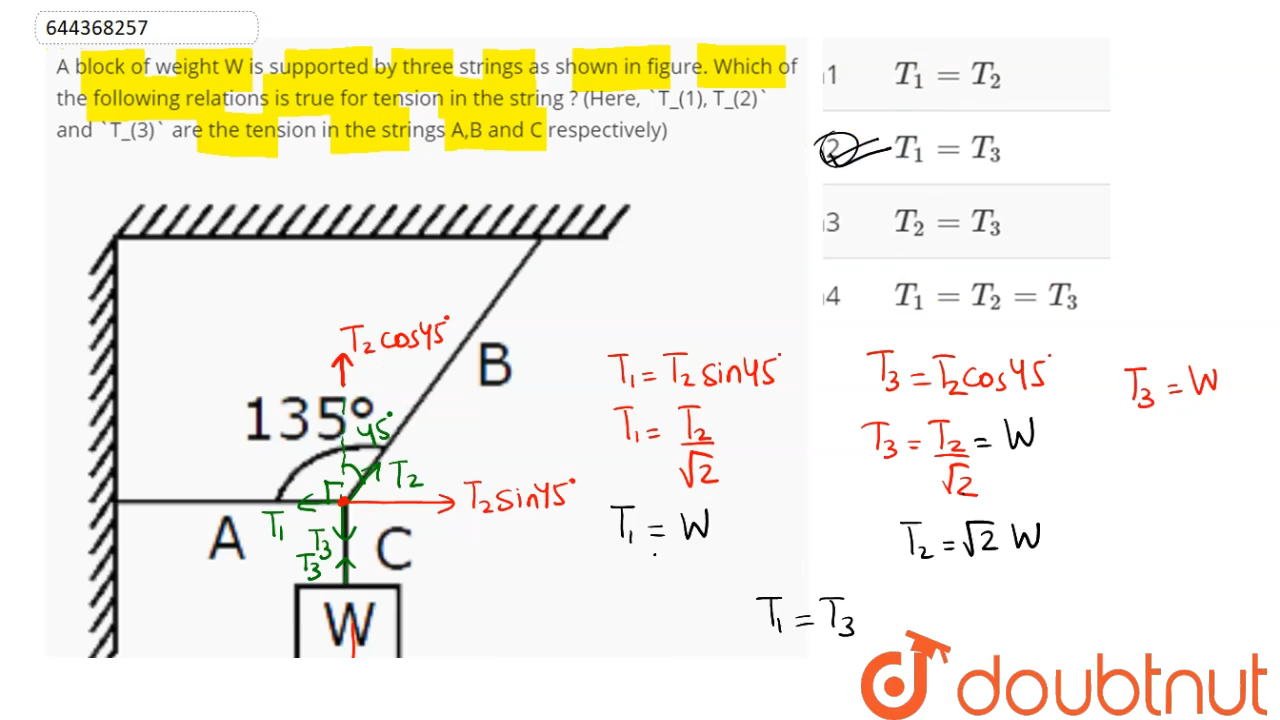 644368257
A block of weight W is supported by three strings as shown in figure. Which of
the following relations is true for tension in the string ? (Here, `T_(1), T_(2)`
and `T_(3)` are the tension in the strings A,B and C respectively)
1 T₁ = T₂
2 T₁ = T₃
3 T₂ = T₃
4 T₁ = T₂ = T₃
T₂ cos45°
B
135°
45°
T₂
T₂ sin45°
T₁
A
T₃
T₃
C
W
T₁ = T₂ sin45°
T₁ = T₂/√2
T₁ = W
T₃ = T₂ cos45°
T₃ = T₂/√2 = W
T₂ = √2 W
T₃ = W
T₁ = T₃
doubtnut